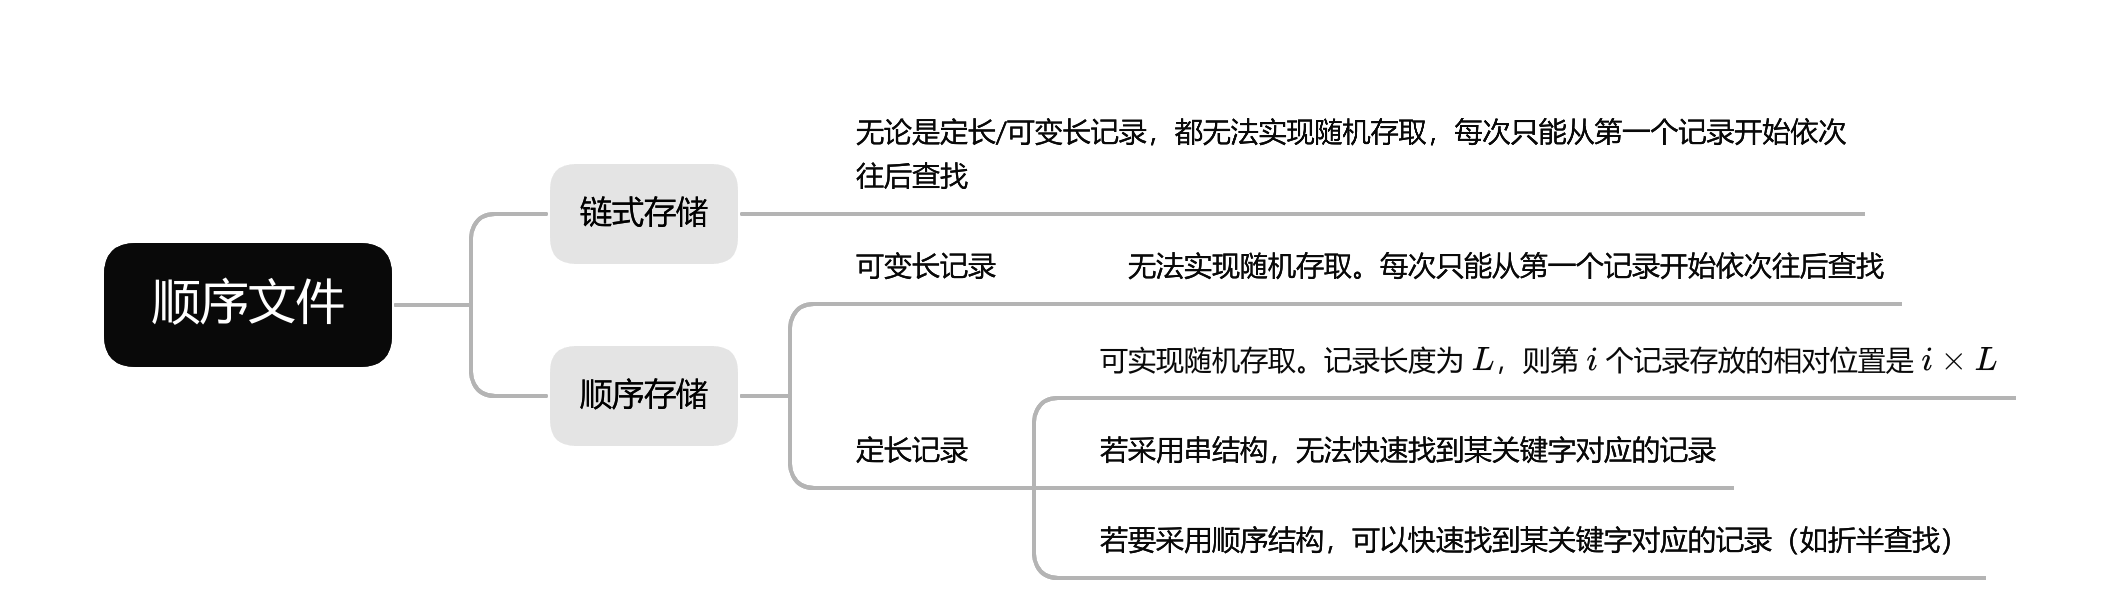 顺序文件
链式存储
无论是定长/可变长记录，都无法实现随机存取，每次只能从第一个记录开始依次
往后查找
顺序存储
可变长记录
无法实现随机存取。每次只能从第一个记录开始依次往后查找
定长记录
可实现随机存取。记录长度为 L，则第 i 个记录存放的相对位置是 i × L
若采用串结构，无法快速找到某关键字对应的记录
若要采用顺序结构，可以快速找到某关键字对应的记录（如折半查找）